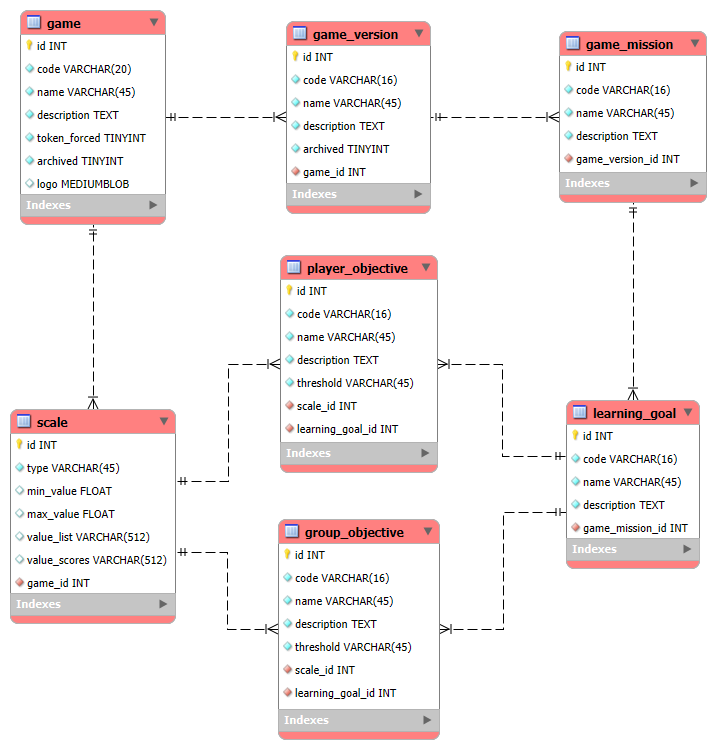 game
id INT
code VARCHAR(20)
name VARCHAR(45)
description TEXT
token_forced TINYINT
archived TINYINT
logo MEDIUMBLOB
Indexes
game_version
id INT
code VARCHAR(16)
name VARCHAR(45)
description TEXT
archived TINYINT
game_id INT
Indexes
game_mission
id INT
code VARCHAR(16)
name VARCHAR(45)
description TEXT
game_version_id INT
Indexes
player_objective
id INT
code VARCHAR(16)
name VARCHAR(45)
description TEXT
threshold VARCHAR(45)
scale_id INT
learning_goal_id INT
Indexes
scale
id INT
type VARCHAR(45)
min_value FLOAT
max_value FLOAT
value_list VARCHAR(512)
value_scores VARCHAR(512)
game_id INT
Indexes
learning_goal
id INT
code VARCHAR(16)
name VARCHAR(45)
description TEXT
game_mission_id INT
Indexes
group_objective
id INT
code VARCHAR(16)
name VARCHAR(45)
description TEXT
threshold VARCHAR(45)
scale_id INT
learning_goal_id INT
Indexes